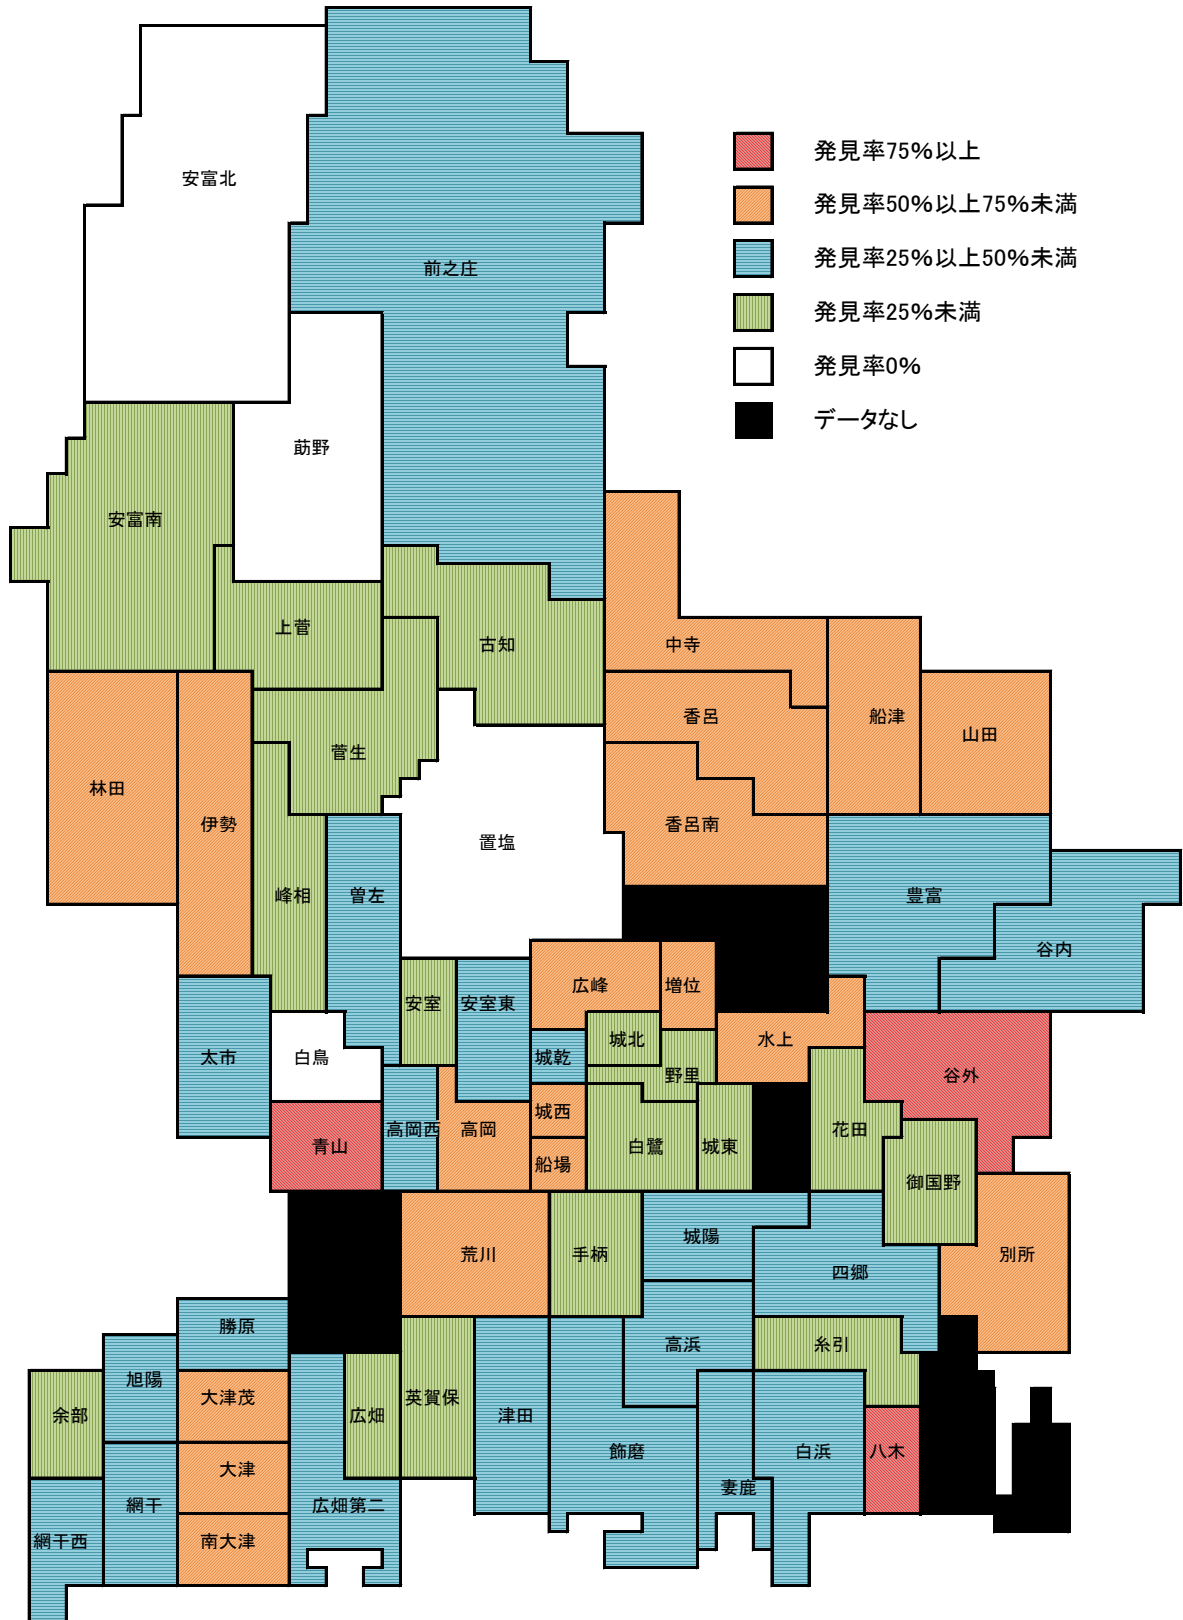 発見率75%以上
発見率50%以上75%未満
発見率25%以上50%未満
発見率25%未満
発見率0%
データなし
安富北
前之庄
莇野
安富南
上菅
古知
中寺
香呂
船津
山田
菅生
林田
伊勢
香呂南
置塩
峰相
曽左
豊富
谷内
広峰
増位
安室
安室東
城北
水上
太市
白鳥
城乾
野里
谷外
青山
高岡西
高岡
城西
白鷺
城東
花田
船場
御国野
荒川
手柄
城陽
四郷
別所
勝原
高浜
糸引
旭陽
大津茂
余部
広畑
英賀保
津田
飾磨
白浜
八木
大津
妻鹿
網干
広畑第二
網干西
南大津